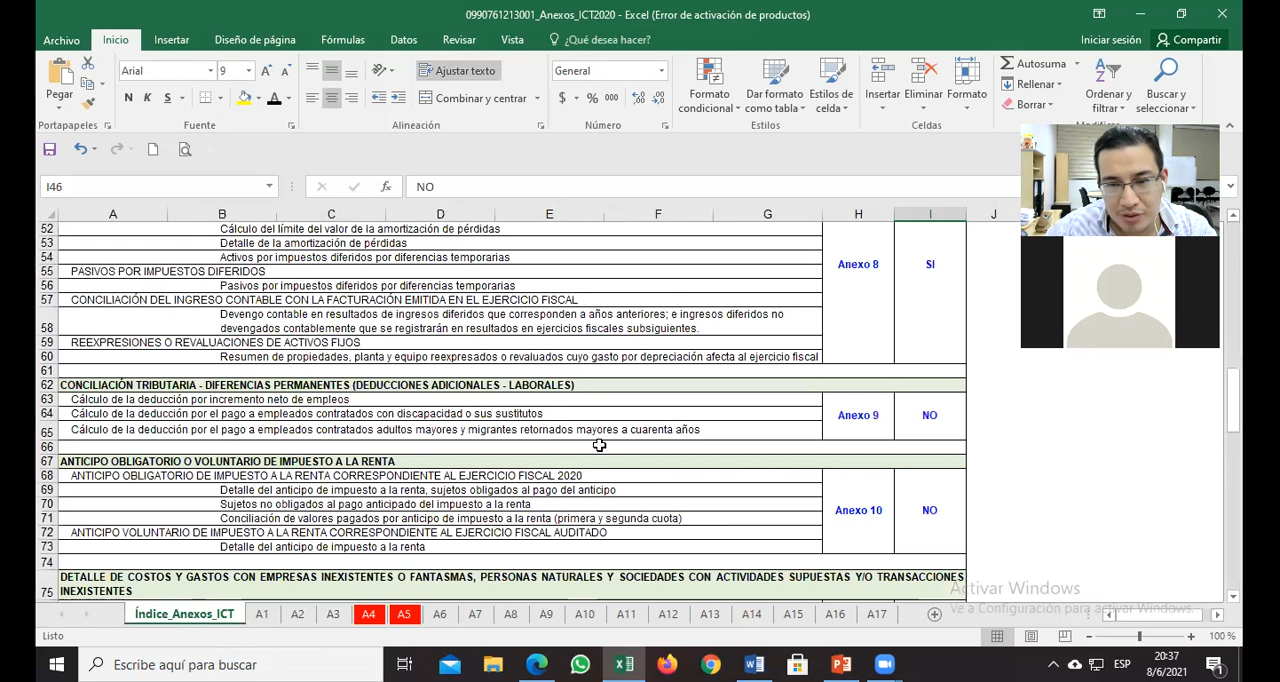 0990761213001_Anexos_ICT2020 - Excel (Error de activación de productos)
Archivo Inicio Insertar Diseño de página Fórmulas Datos Revisar Vista ¿Qué desea hacer? Iniciar sesión Compartir
Pegar
Arial 9
N K S
Ajustar texto
Combinar y centrar
General
$ % 000
Formato condicional
Dar formato como tabla
Estilos de celda
Insertar Eliminar Formato
Autosuma
Rellenar
Borrar
Ordenar y filtrar
Buscar y seleccionar
Portapapeles Fuente Alineación Número Estilos Celdas
I46 fx NO
A B C D E F G H I J
52 Cálculo del límite del valor de la amortización de pérdidas
53 Detalle de la amortización de pérdidas
54 Activos por impuestos diferidos por diferencias temporarias Anexo 8 SI
55 PASIVOS POR IMPUESTOS DIFERIDOS
56 Pasivos por impuestos diferidos por diferencias temporarias
57 CONCILIACIÓN DEL INGRESO CONTABLE CON LA FACTURACIÓN EMITIDA EN EL EJERCICIO FISCAL
Devengo contable en resultados de ingresos diferidos que corresponden a años anteriores; e ingresos diferidos no
58 devengados contablemente que se registrarán en resultados en ejercicios fiscales subsiguientes.
59 REEXPRESIONES O REVALUACIONES DE ACTIVOS FIJOS
60 Resumen de propiedades, planta y equipo reexpresados o revaluados cuyo gasto por depreciación afecta al ejercicio fiscal
61
62 CONCILIACIÓN TRIBUTARIA - DIFERENCIAS PERMANENTES (DEDUCCIONES ADICIONALES - LABORALES)
63 Cálculo de la deducción por incremento neto de empleos
64 Cálculo de la deducción por el pago a empleados contratados con discapacidad o sus sustitutos Anexo 9 NO
65 Cálculo de la deducción por el pago a empleados contratados adultos mayores y migrantes retornados mayores a cuarenta años
66
67 ANTICIPO OBLIGATORIO O VOLUNTARIO DE IMPUESTO A LA RENTA
68 ANTICIPO OBLIGATORIO DE IMPUESTO A LA RENTA CORRESPONDIENTE AL EJERCICIO FISCAL 2020
69 Detalle del anticipo de impuesto a la renta, sujetos obligados al pago del anticipo
70 Sujetos no obligados al pago anticipado del impuesto a la renta Anexo 10 NO
71 Conciliación de valores pagados por anticipo de impuesto a la renta (primera y segunda cuota)
72 ANTICIPO VOLUNTARIO DE IMPUESTO A LA RENTA CORRESPONDIENTE AL EJERCICIO FISCAL AUDITADO
73 Detalle del anticipo de impuesto a la renta
74
DETALLE DE COSTOS Y GASTOS CON EMPRESAS INEXISTENTES O FANTASMAS, PERSONAS NATURALES Y SOCIEDADES CON ACTIVIDADES SUPUESTAS Y/O TRANSACCIONES
75 INEXISTENTES
Activar Windows
Ve a Configuración para activar Windows.
Índice_Anexos_ICT A1 A2 A3 A4 A5 A6 A7 A8 A9 A10 A11 A12 A13 A14 A15 A16 A17
Listo 100 %
Escribe aquí para buscar
ESP
20:37
8/6/2021
1